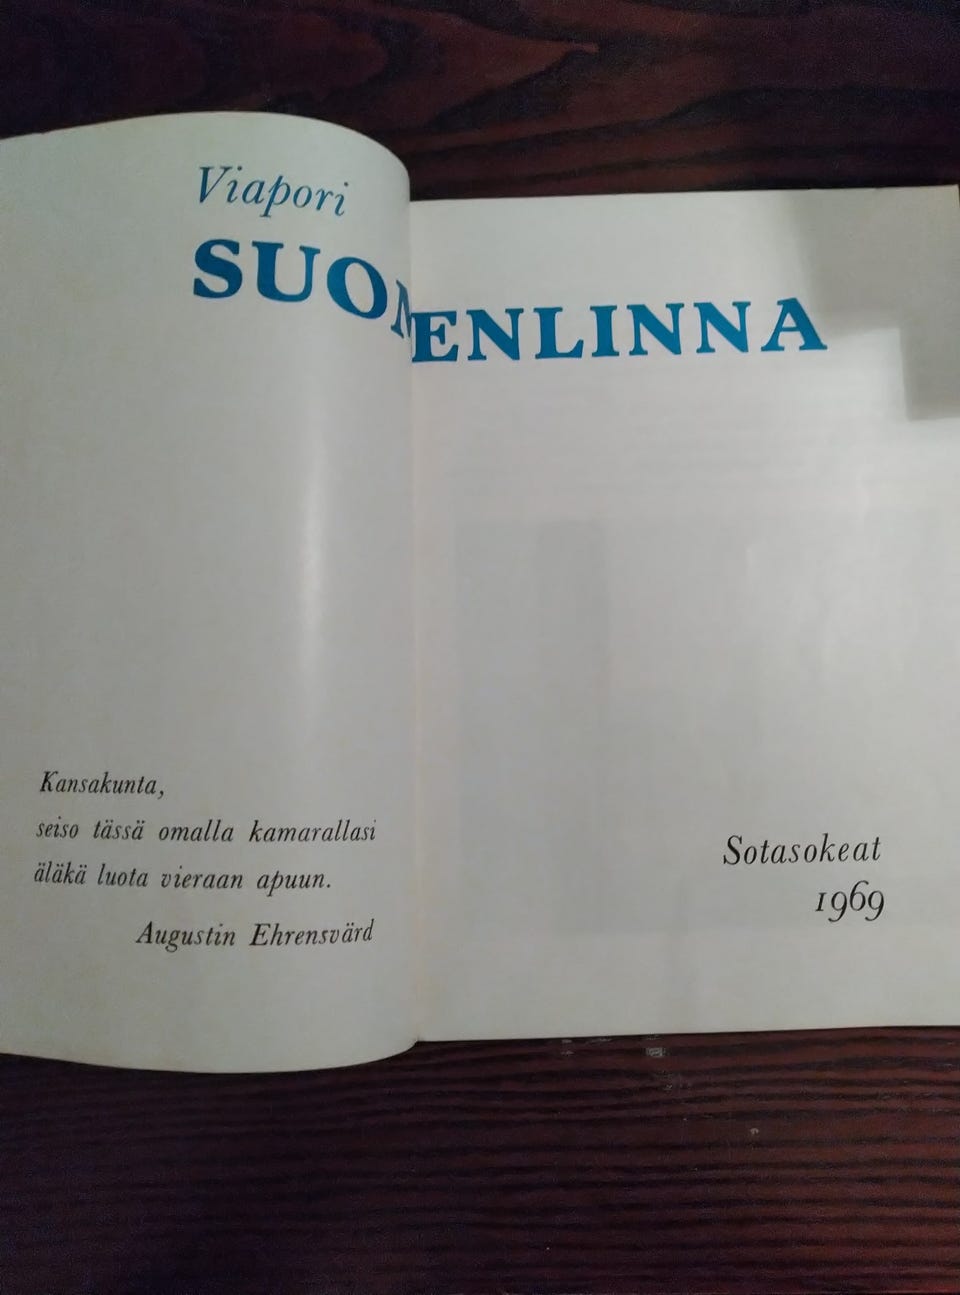 Viapori
SUOMENLINNA
Kansakunta,
seiso tässä omalla kamarallasi
äläkä luota vieraan apuun.
Augustin Ehrensvärd
Sotasokeat
1969